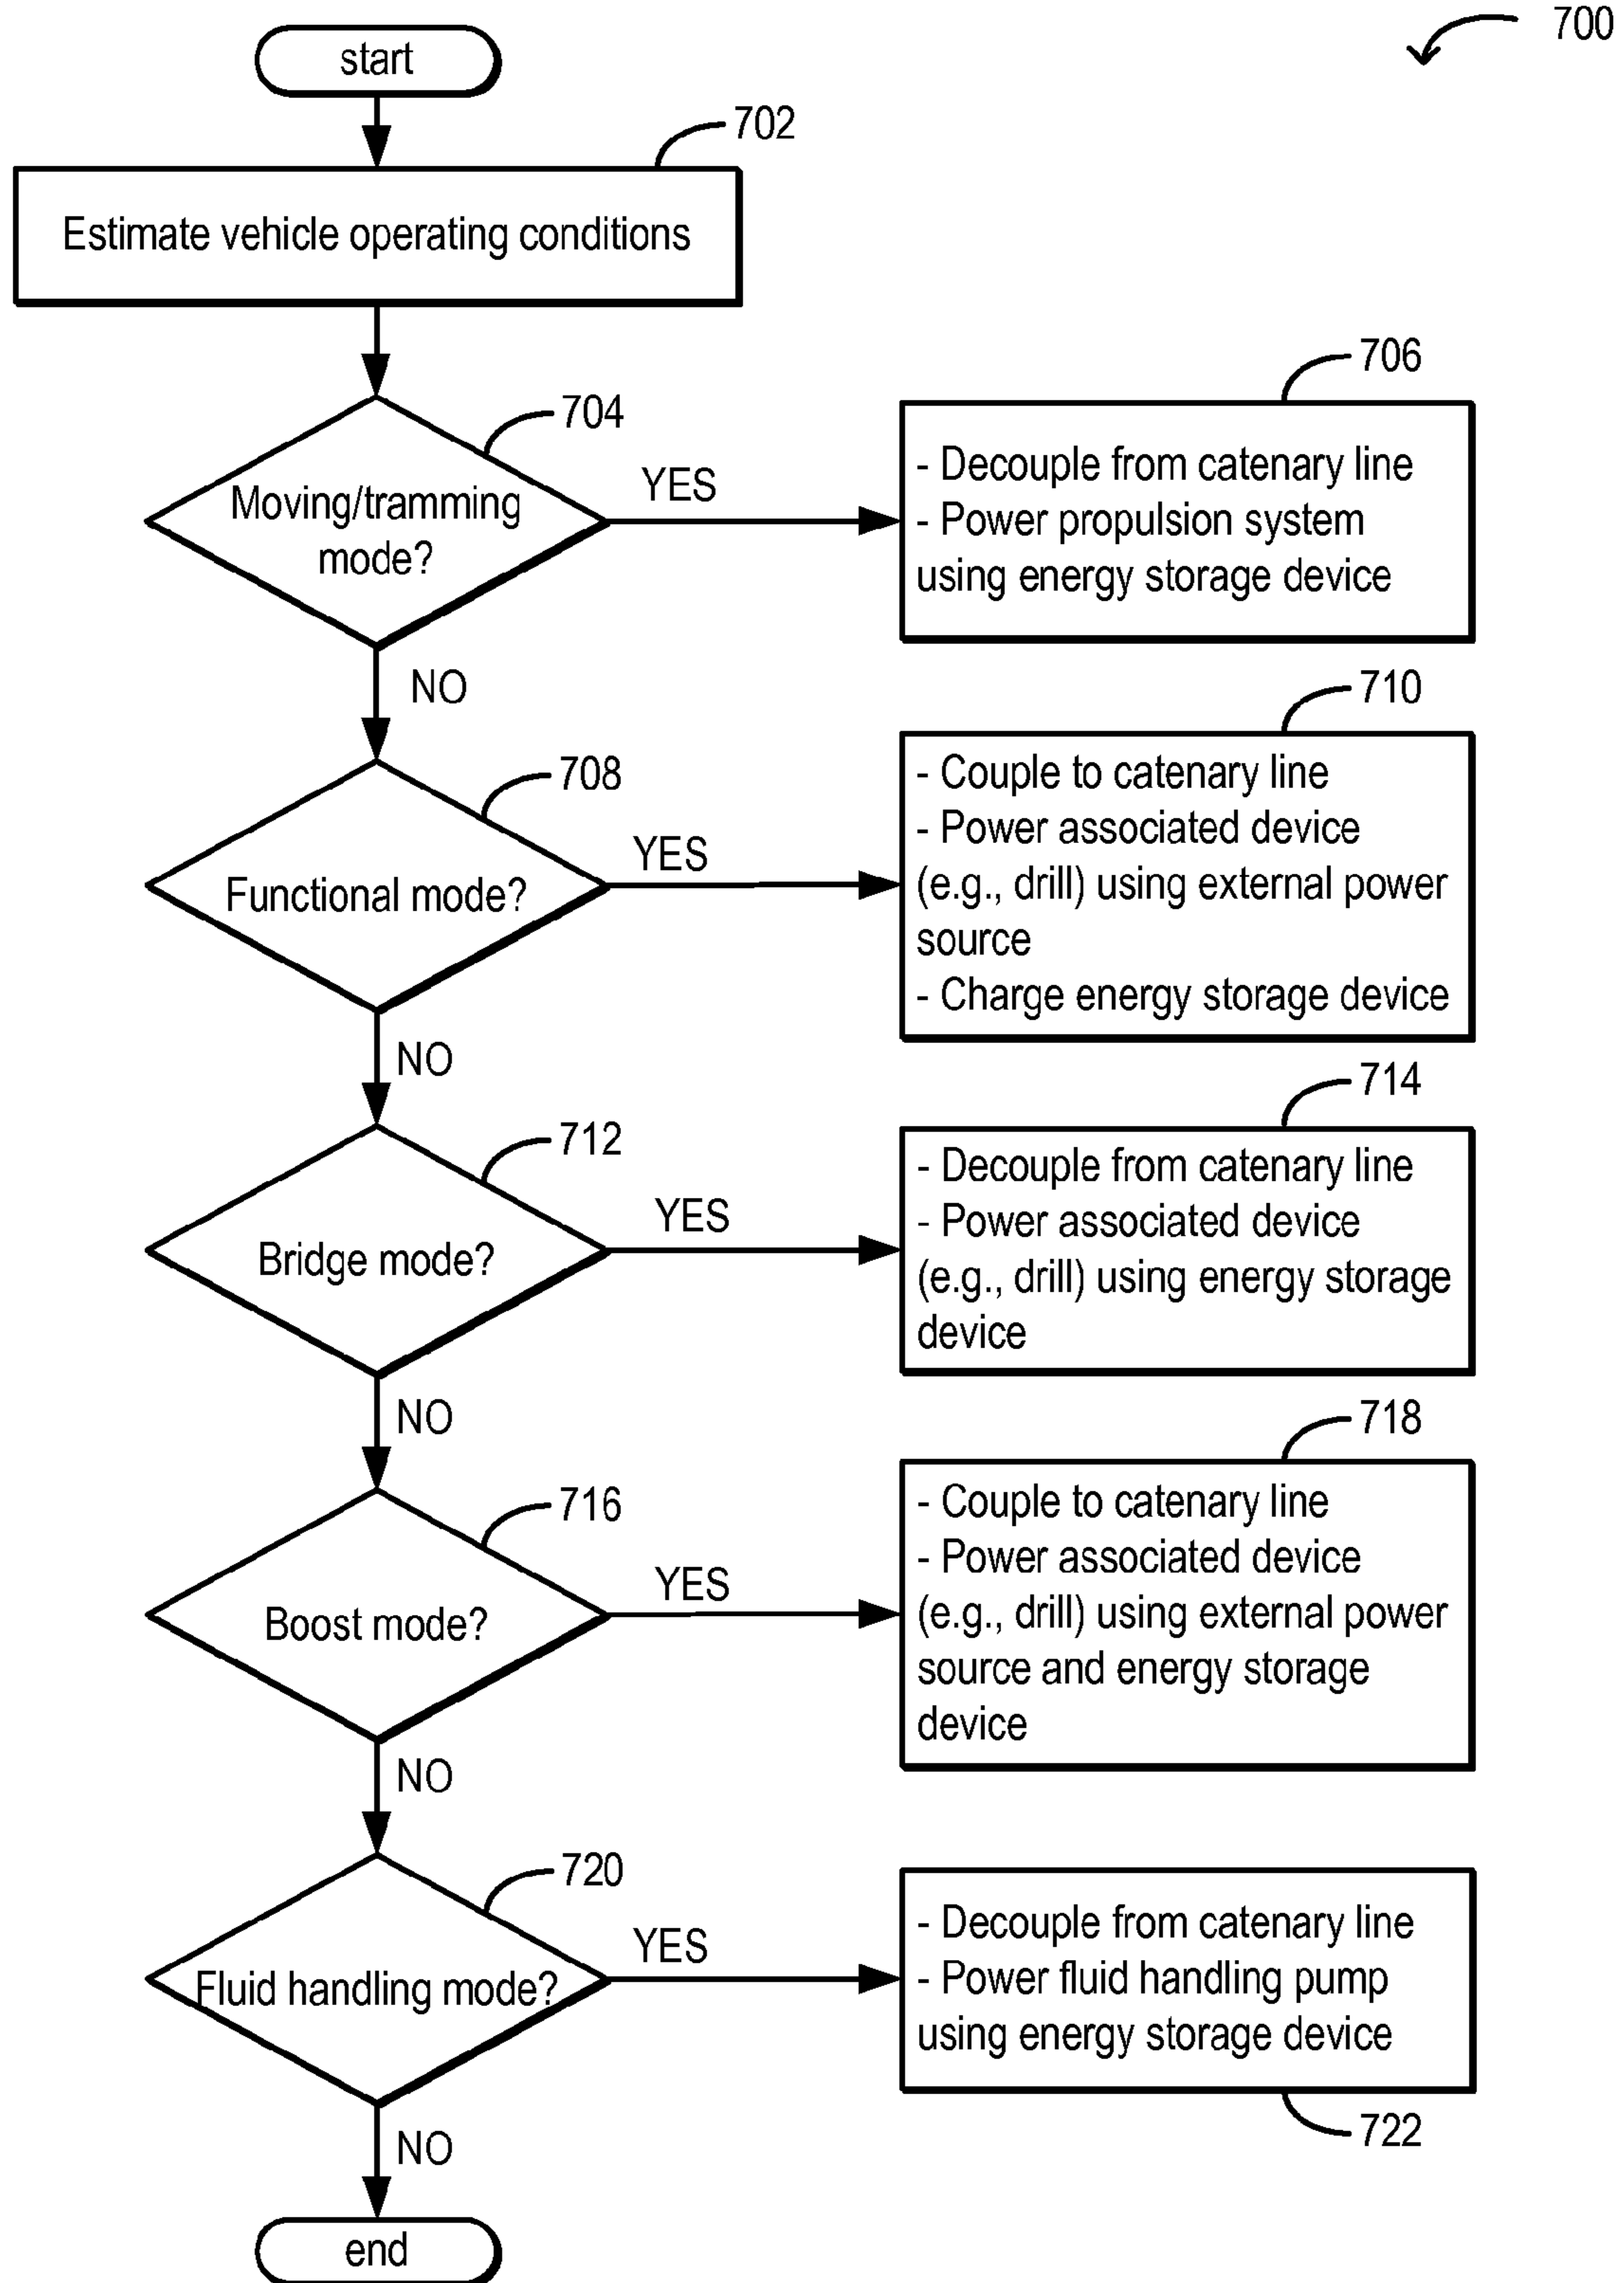 700
start
702
Estimate vehicle operating conditions
706
704
Moving/tramming
mode?
YES
- Decouple from catenary line
- Power propulsion system
using energy storage device
NO
710
708
Functional mode?
YES
- Couple to catenary line
- Power associated device
(e.g., drill) using external power
source
- Charge energy storage device
NO
714
712
Bridge mode?
YES
- Decouple from catenary line
- Power associated device
(e.g., drill) using energy storage
device
NO
718
716
Boost mode?
YES
- Couple to catenary line
- Power associated device
(e.g., drill) using external power
source and energy storage
device
NO
720
Fluid handling mode?
YES
- Decouple from catenary line
- Power fluid handling pump
using energy storage device
722
NO
end